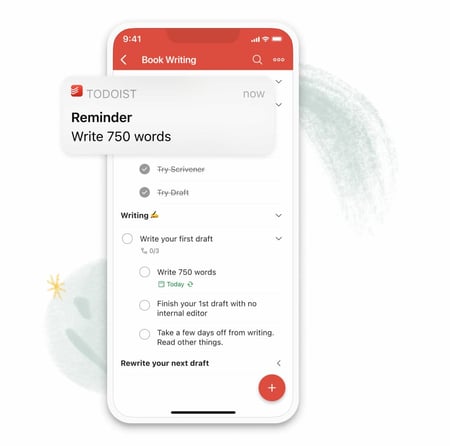 9:41
Book Writing
TODOIST
now
Reminder
Write 750 words
Try Scrivener
Try Draft
Writing ✍️
Write your first draft
0/3
Write 750 words
Today
Finish your 1st draft with no
internal editor
Take a few days off from writing.
Read other things.
Rewrite your next draft